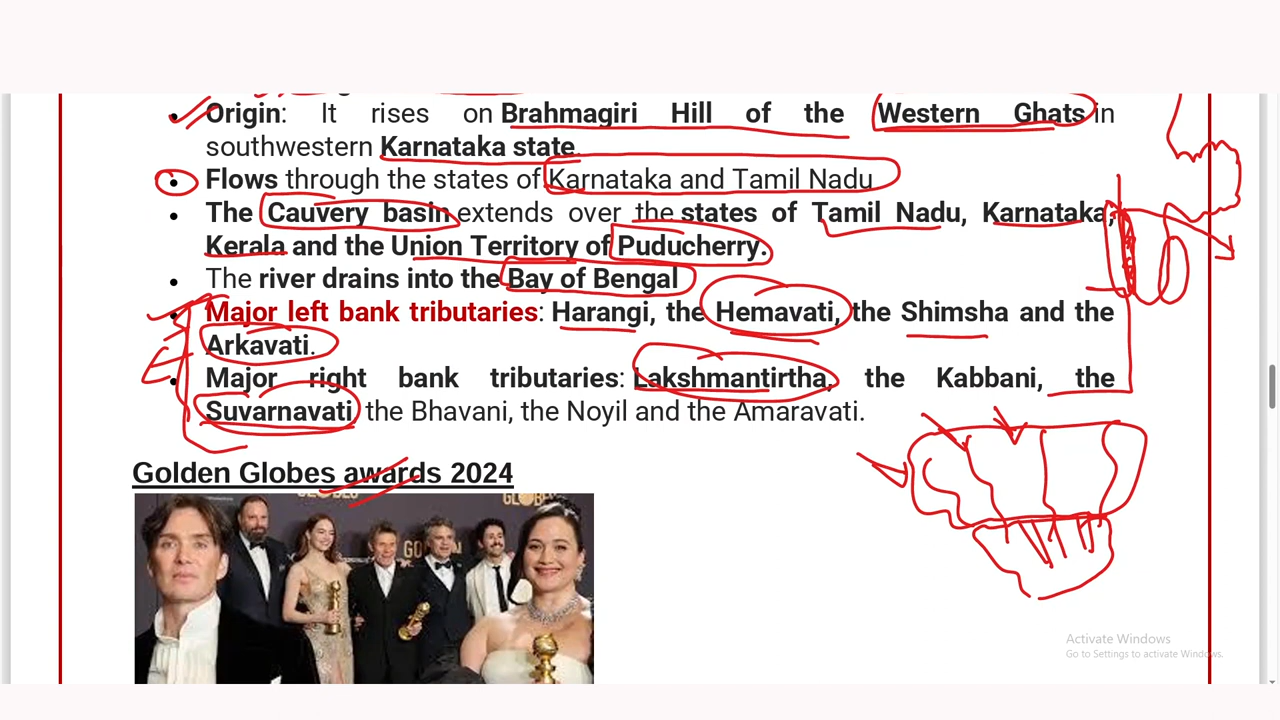 Origin: It rises on Brahmagiri Hill of the Western Ghats in
southwestern Karnataka state.
Flows through the states of Karnataka and Tamil Nadu
The Cauvery basin extends over the states of Tamil Nadu, Karnataka,
Kerala and the Union Territory of Puducherry.
The river drains into the Bay of Bengal
Major left bank tributaries: Harangi, the Hemavati, the Shimsha and the
Arkavati.
Major right bank tributaries: Lakshmantirtha, the Kabbani, the
Suvarnavati the Bhavani, the Noyil and the Amaravati.
Golden Globes awards 2024
Activate Windows
Go to Settings to activate Windows.